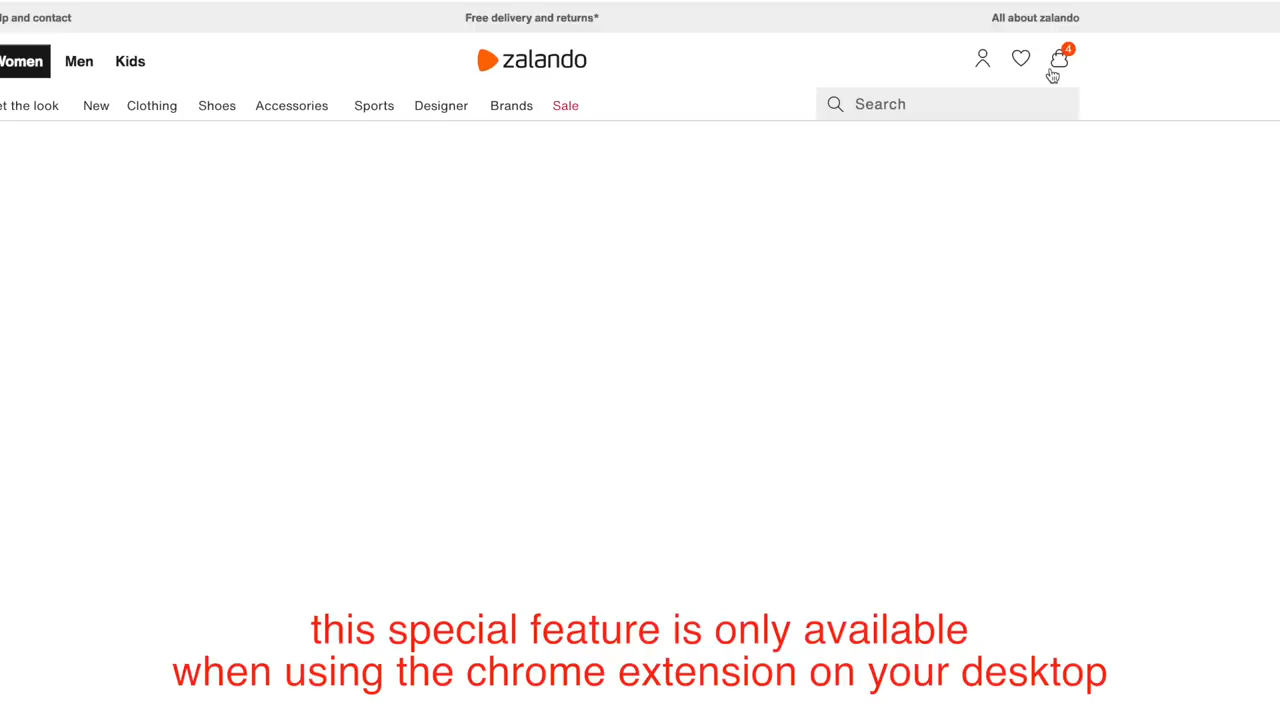 lp and contact
Free delivery and returns*
All about zalando
Women
Men
Kids
zalando
4
et the look
New
Clothing
Shoes
Accessories
Sports
Designer
Brands
Sale
Search
this special feature is only available
when using the chrome extension on your desktop